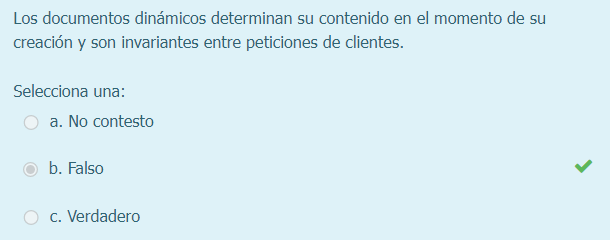 Los documentos dinámicos determinan su contenido en el momento de su
creación y son invariantes entre peticiones de clientes.
Selecciona una:
a. No contesto
b. Falso
c. Verdadero